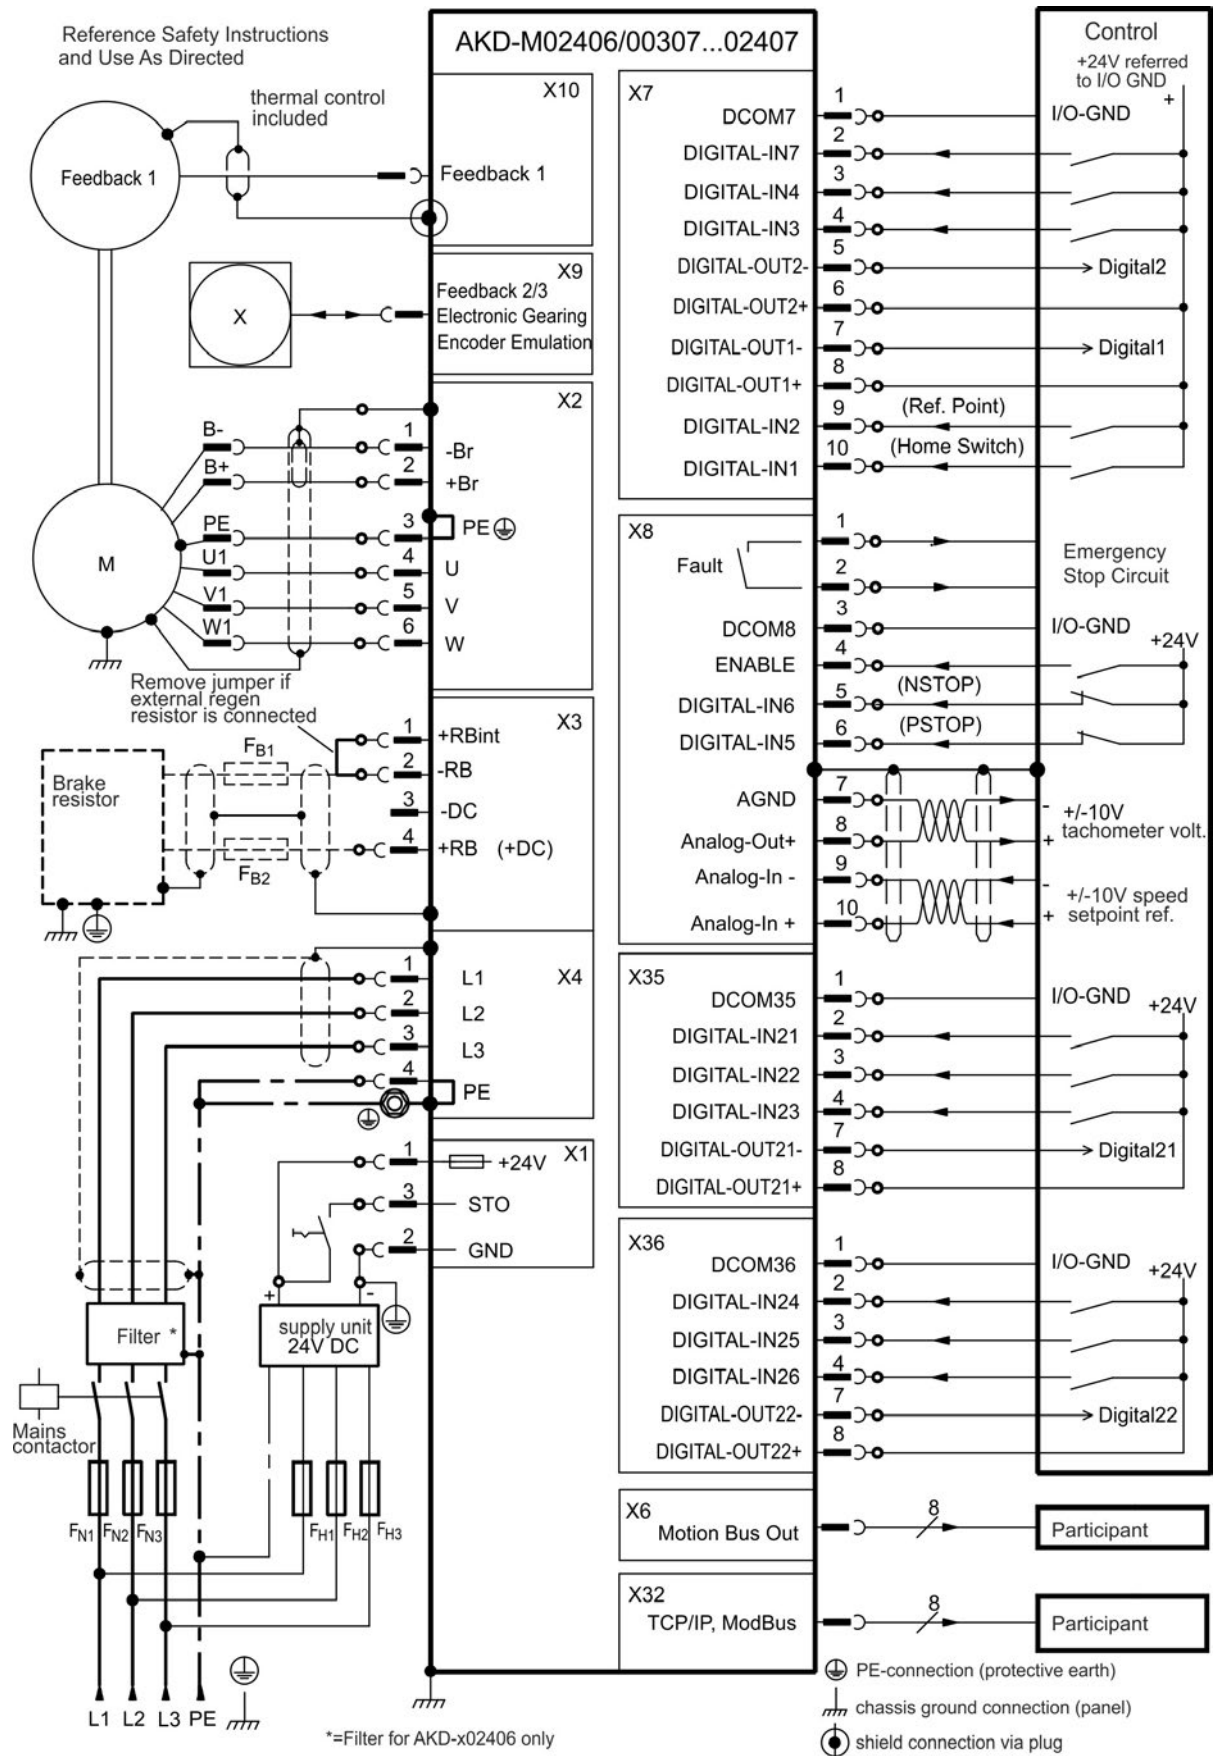 Reference Safety Instructions
and Use As Directed
AKD-M02406/00307...02407
Control
+24V referred
to I/O GND
+
thermal control
included
Feedback 1
X10
Feedback 1
X9
Feedback 2/3
Electronic Gearing
Encoder Emulation
X
X2
B-
1
-Br
B+
2
+Br
PE
3
PE
U1
4
U
V1
5
V
W1
6
W
M
Remove jumper if
external regen
resistor is connected
X3
1
+RBint
2
-RB
3
-DC
4
+RB (+DC)
FB1
FB2
Brake
resistor
X4
1
L1
2
L2
3
L3
4
PE
X1
1
+24V
3
STO
2
GND
+
-
supply unit
24V DC
Filter *
Mains
contactor
FN1 FN2 FN3
FH1 FH2 FH3
L1 L2 L3 PE
*=Filter for AKD-x02406 only
X7
DCOM7
1
I/O-GND
DIGITAL-IN7
2
DIGITAL-IN4
3
DIGITAL-IN3
4
DIGITAL-OUT2-
5
Digital2
DIGITAL-OUT2+
6
DIGITAL-OUT1-
7
Digital1
DIGITAL-OUT1+
8
DIGITAL-IN2
9
(Ref. Point)
DIGITAL-IN1
10
(Home Switch)
X8
Fault
1
2
Emergency
Stop Circuit
DCOM8
3
I/O-GND
+24V
ENABLE
4
DIGITAL-IN6
5
(NSTOP)
DIGITAL-IN5
6
(PSTOP)
AGND
7
-
Analog-Out+
8
+
+/-10V
tachometer volt.
Analog-In -
9
-
Analog-In +
10
+
+/-10V speed
setpoint ref.
X35
DCOM35
1
I/O-GND
+24V
DIGITAL-IN21
2
DIGITAL-IN22
3
DIGITAL-IN23
4
DIGITAL-OUT21-
7
Digital21
DIGITAL-OUT21+
8
X36
DCOM36
1
I/O-GND
+24V
DIGITAL-IN24
2
DIGITAL-IN25
3
DIGITAL-IN26
4
DIGITAL-OUT22-
7
Digital22
DIGITAL-OUT22+
8
X6
Motion Bus Out
8
Participant
X32
TCP/IP, ModBus
8
Participant
PE-connection (protective earth)
chassis ground connection (panel)
shield connection via plug